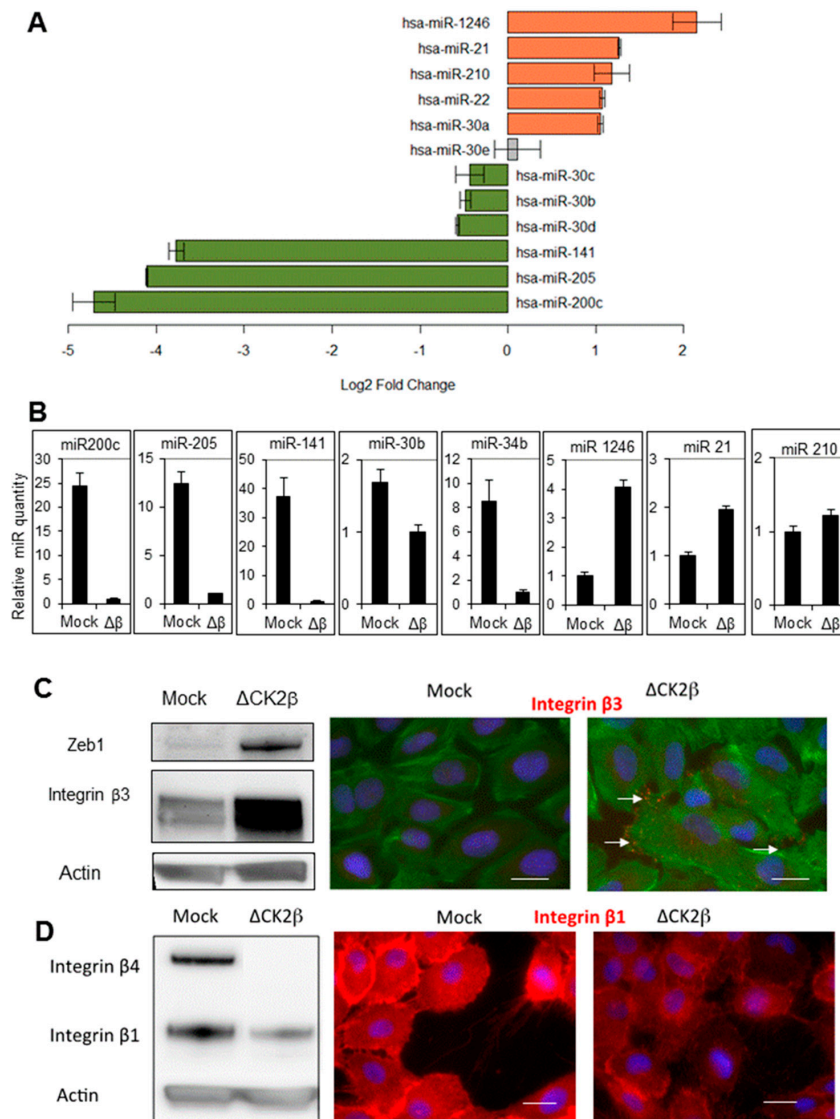 A
hsa-miR-1246
hsa-miR-21
hsa-miR-210
hsa-miR-22
hsa-miR-30a
hsa-miR-30e
hsa-miR-30c
hsa-miR-30b
hsa-miR-30d
hsa-miR-141
hsa-miR-205
hsa-miR-200c
-5 -4 -3 -2 -1 0 1 2
Log2 Fold Change
B
Relative miR quantity
miR200c
30
25
20
15
10
5
0
Mock Δβ
miR-205
15
10
5
0
Mock Δβ
miR-141
50
40
30
20
10
0
Mock Δβ
miR-30b
2
1
0
Mock Δβ
miR-34b
12
10
8
6
4
2
0
Mock Δβ
miR 1246
5
4
3
2
1
0
Mock Δβ
miR 21
3
2
1
0
Mock Δβ
miR 210
2
1
0
Mock Δβ
C
Mock ΔCK2β
Zeb1
Integrin β3
Actin
Mock Integrin β3 ΔCK2β
D
Mock ΔCK2β
Integrin β4
Integrin β1
Actin
Mock Integrin β1 ΔCK2β